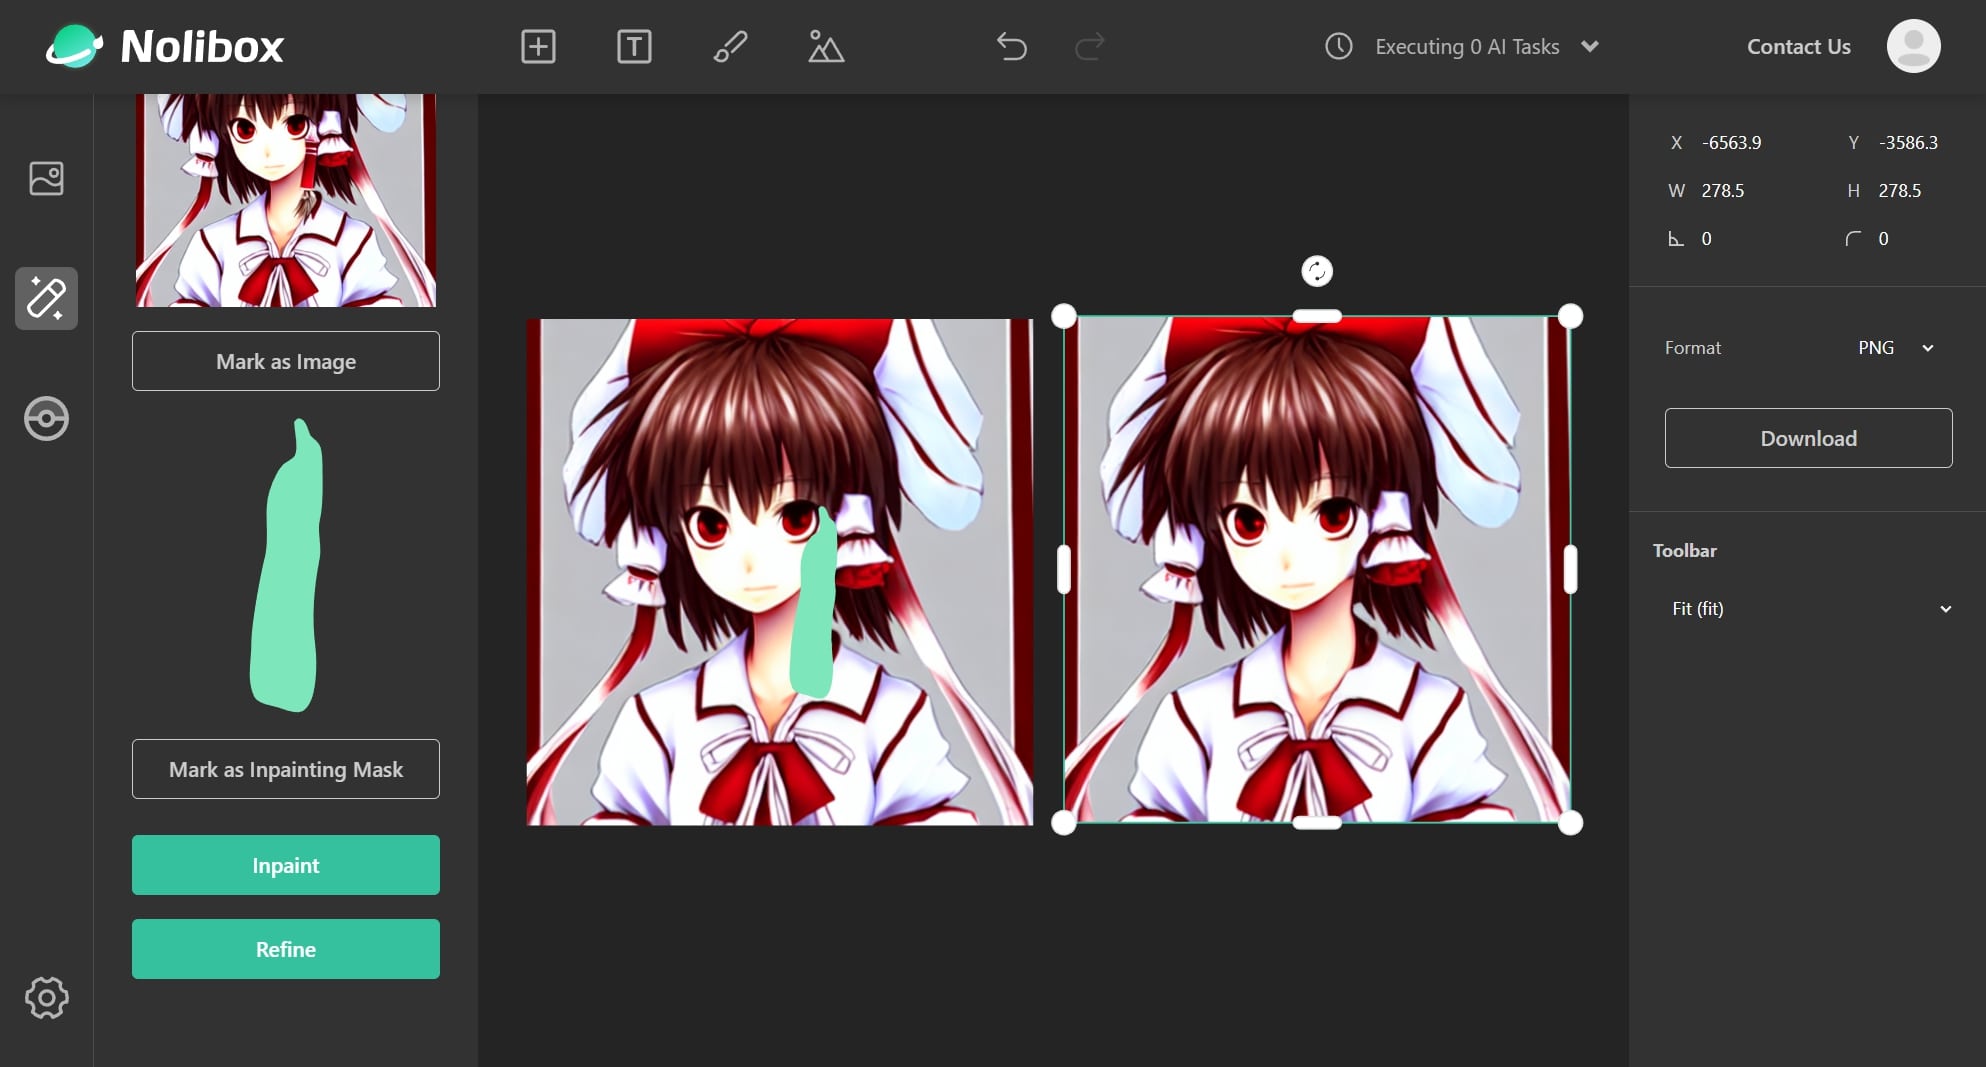 Nolibox
T
Executing 0 AI Tasks
Contact Us
X -6563.9 Y -3586.3
W 278.5 H 278.5
0 0
Format PNG
Download
Toolbar
Fit (fit)
Mark as Image
Mark as Inpainting Mask
Inpaint
Refine